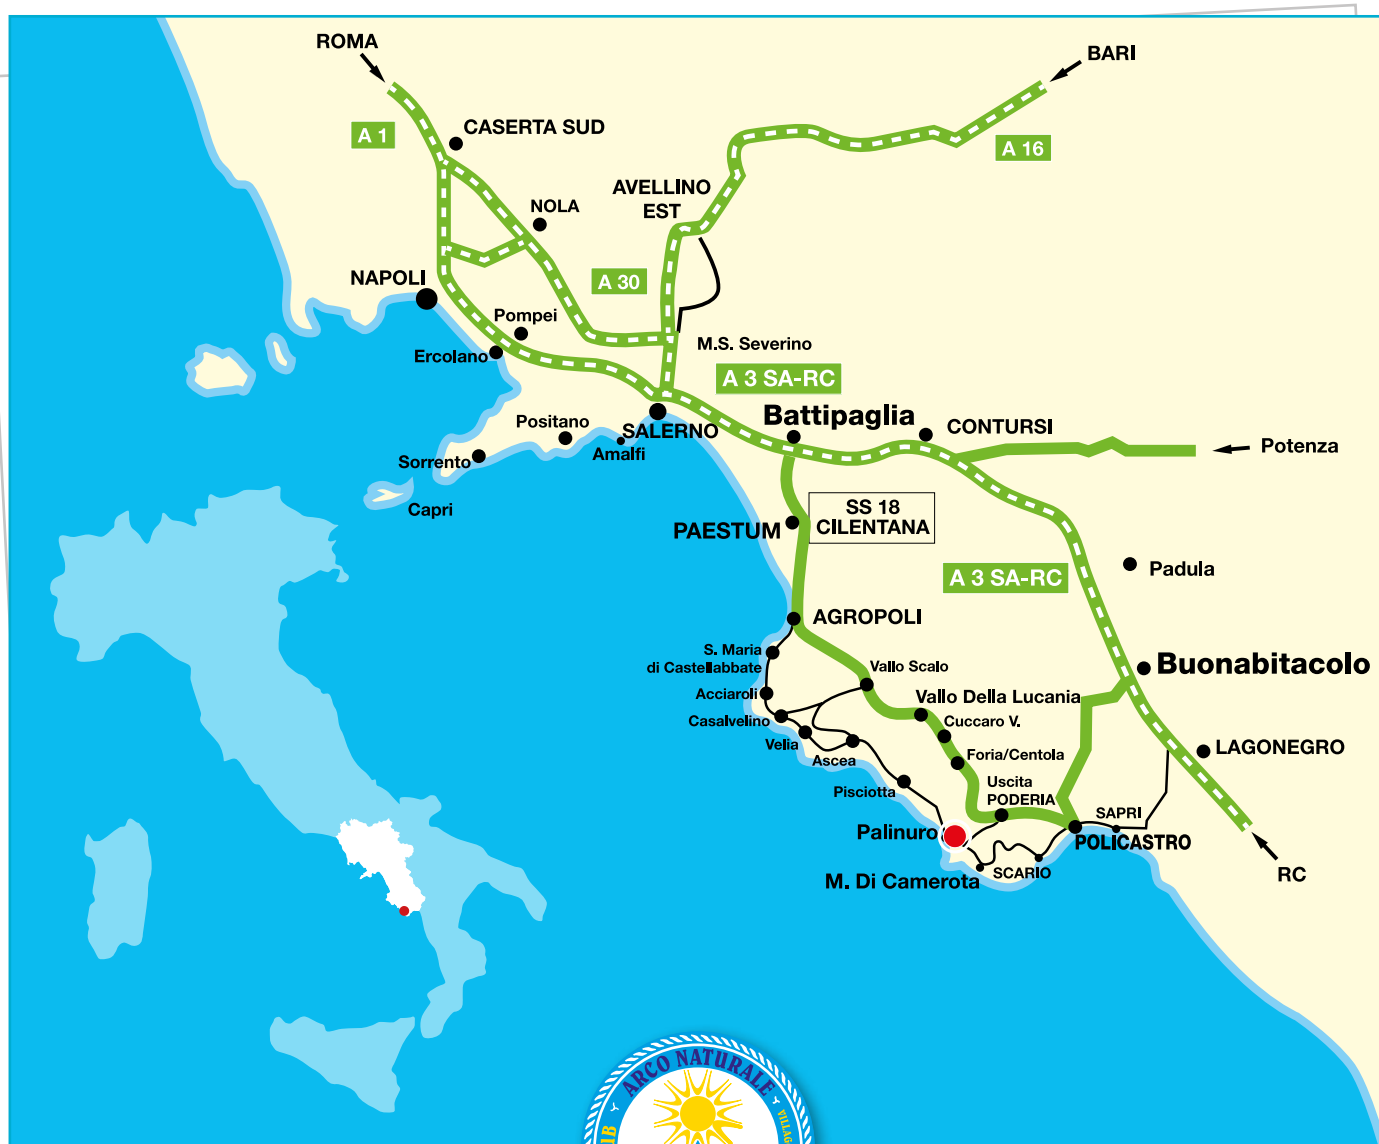 ROMA
BARI
A 1
CASERTA SUD
A 16
AVELLINO
EST
NOLA
NAPOLI
A 30
Pompei
M.S. Severino
Ercolano
A 3 SA-RC
Battipaglia
Positano
SALERNO
CONTURSI
Amalfi
Potenza
Sorrento
Capri
SS 18
CILENTANA
PAESTUM
A 3 SA-RC
Padula
AGROPOLI
S. Maria
di Castellabbate
Vallo Scalo
Buonabitacolo
Acciaroli
Vallo Della Lucania
Casalvelino
Cuccaro V.
Velia
LAGONEGRO
Ascea
Foria/Centola
Pisciotta
Uscita
PODERIA
SAPRI
Palinuro
POLICASTRO
SCARIO
M. Di Camerota
RC
ARCO NATURALE